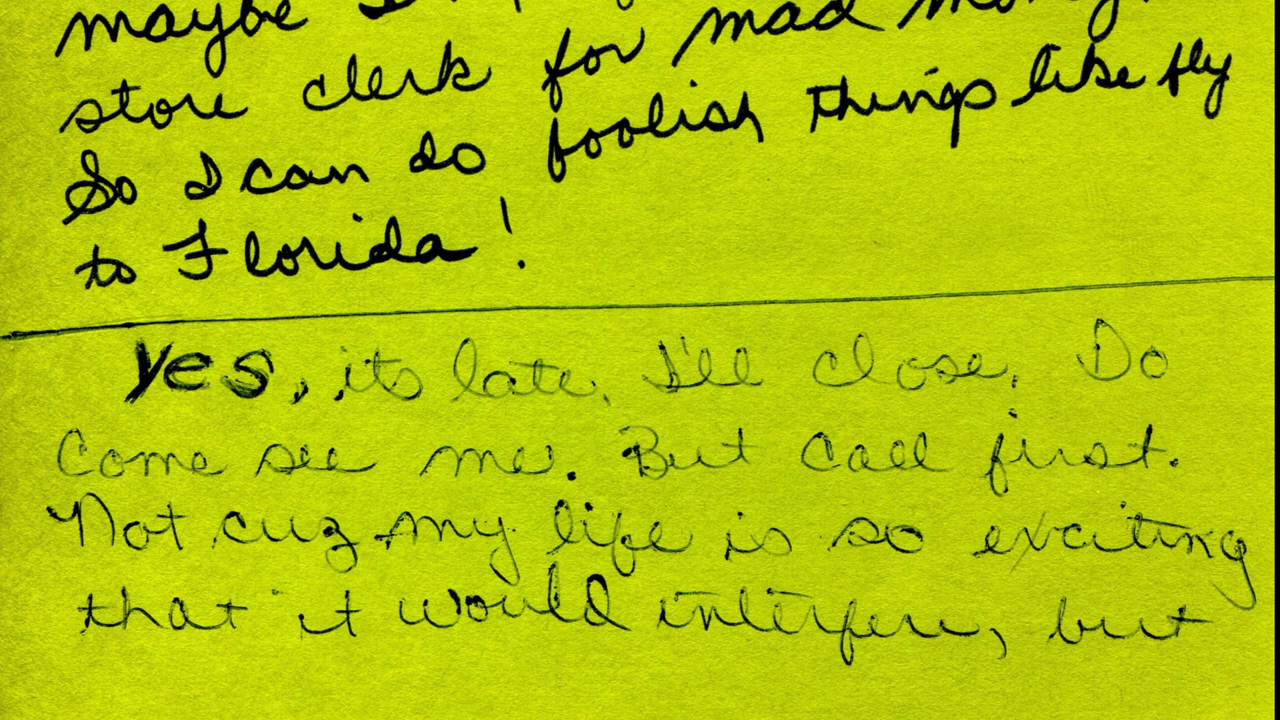 maybe I
store clerk for mad money
So I can do foolish things like fly
to Florida!
Yes, its late. I'll close. Do
Come see me. But call first.
Not cuz my life is so exciting
that it would interfere, but